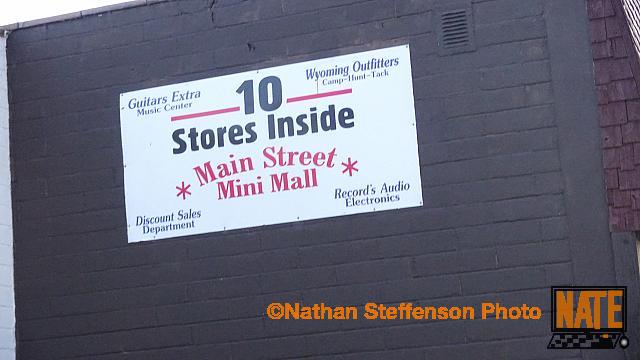 Guitars Extra
Music Center
Wyoming Outfitters
Camp-Hunt-Tack
10
Stores Inside
* Main Street *
Mini Mall
Discount Sales
Department
Record's Audio
Electronics
©Nathan Steffenson Photo
NATE